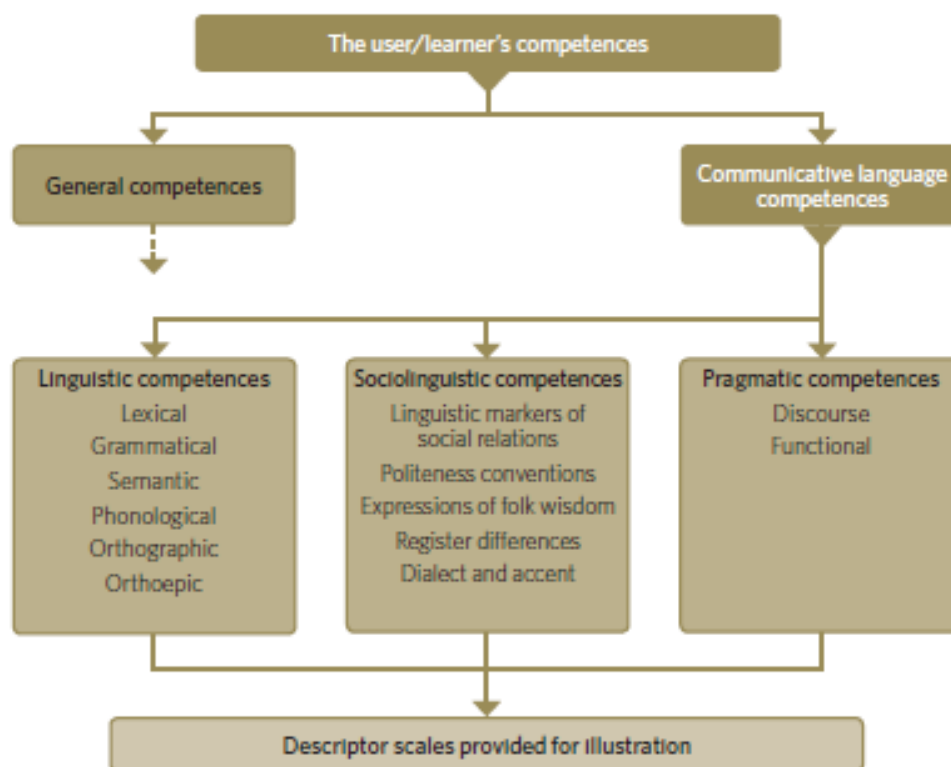 The user/learner's competences
General competences
Communicative language
competences
Linguistic competences
Lexical
Grammatical
Semantic
Phonological
Orthographic
Orthoepic
Sociolinguistic competences
Linguistic markers of
social relations
Politeness conventions
Expressions of folk wisdom
Register differences
Dialect and accent
Pragmatic competences
Discourse
Functional
Descriptor scales provided for illustration